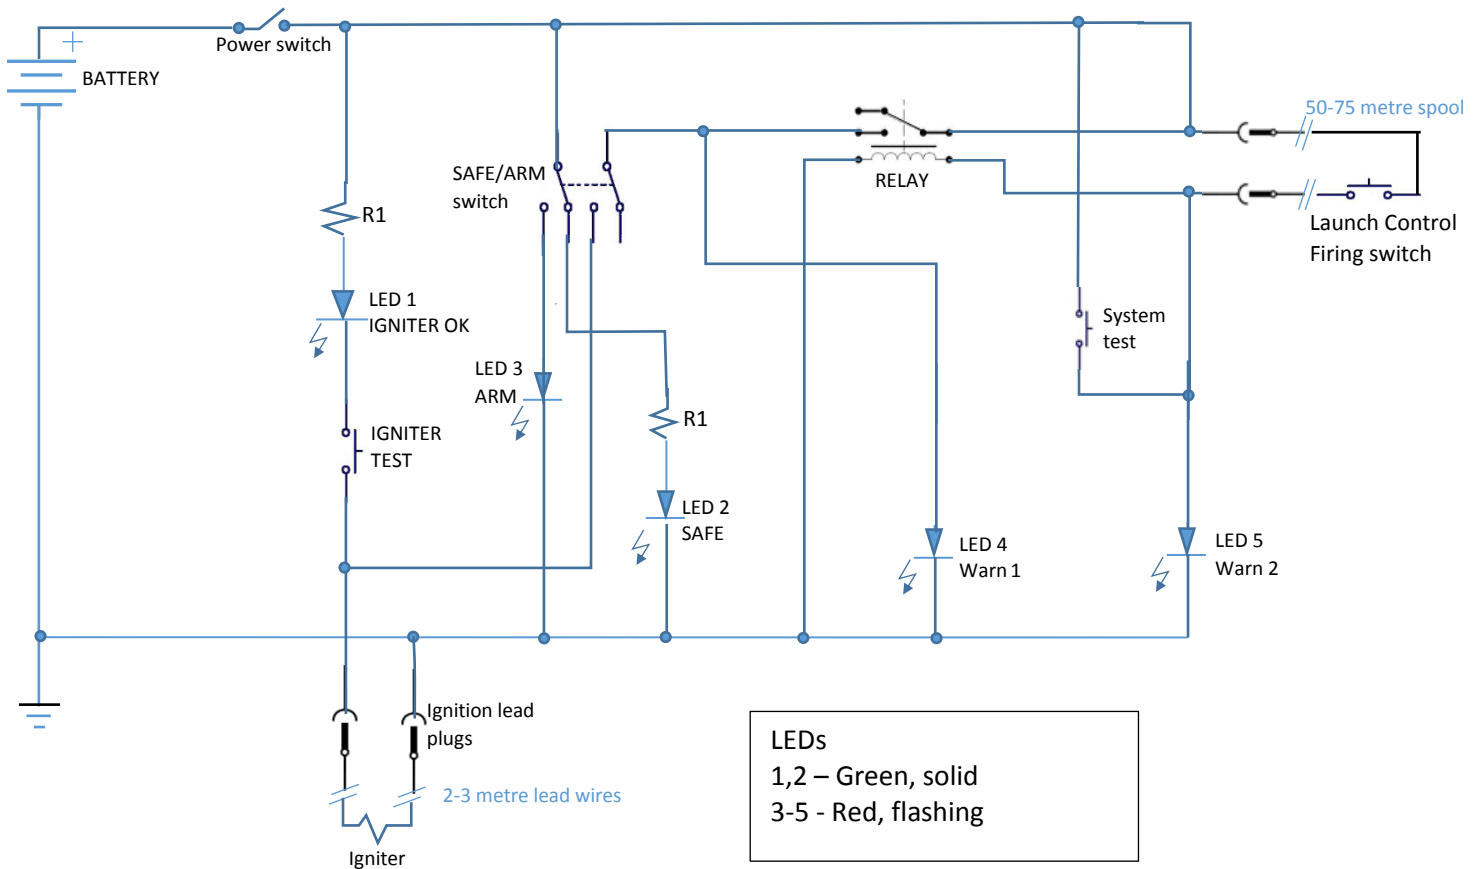 +
Power switch
BATTERY
50-75 metre spool
SAFE/ARM
switch
RELAY
R1
Launch Control
Firing switch
LED 1
IGNITER OK
System
test
LED 3
ARM
R1
IGNITER
TEST
LED 2
SAFE
LED 4
Warn 1
LED 5
Warn 2
Ignition lead
plugs
2-3 metre lead wires
Igniter
LEDs
1,2 – Green, solid
3-5 - Red, flashing